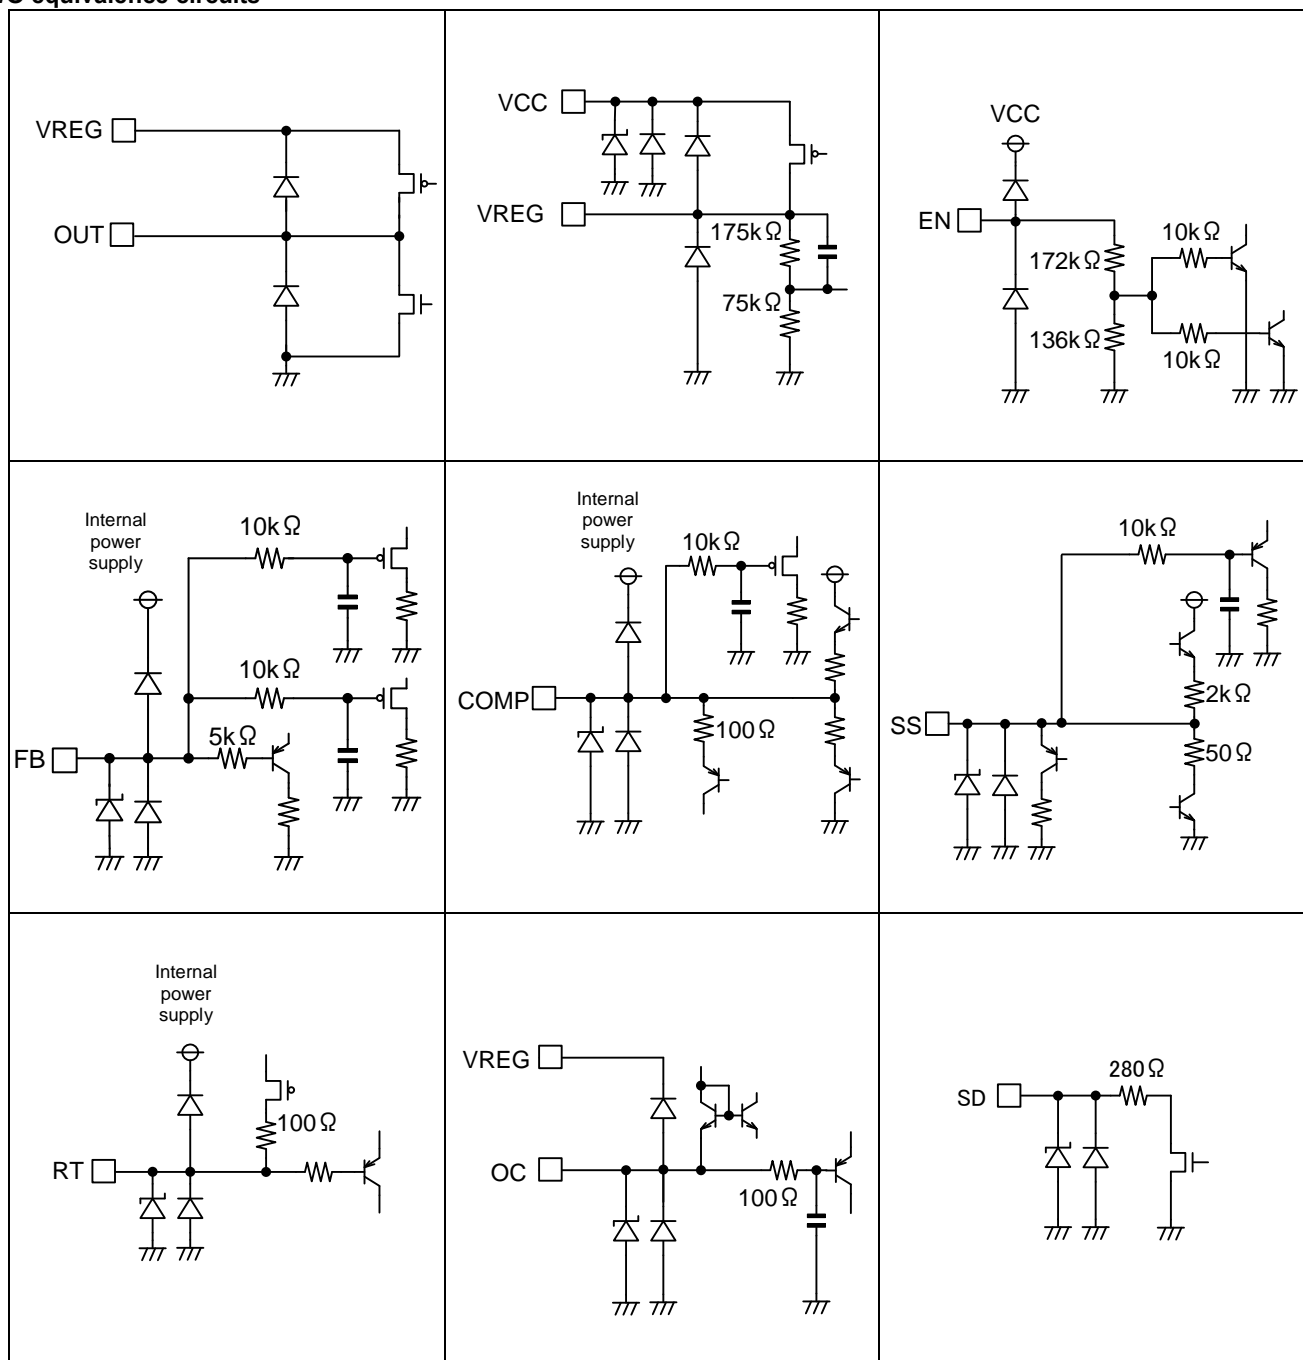 equivalence circuits
VREG
OUT
VCC
VREG
175kΩ
75kΩ
VCC
EN
172kΩ
136kΩ
10kΩ
10kΩ
Internal
power
supply
10kΩ
10kΩ
5kΩ
FB
Internal
power
supply
10kΩ
COMP
100Ω
10kΩ
2kΩ
SS
50Ω
Internal
power
supply
100Ω
RT
VREG
OC
100Ω
280Ω
SD